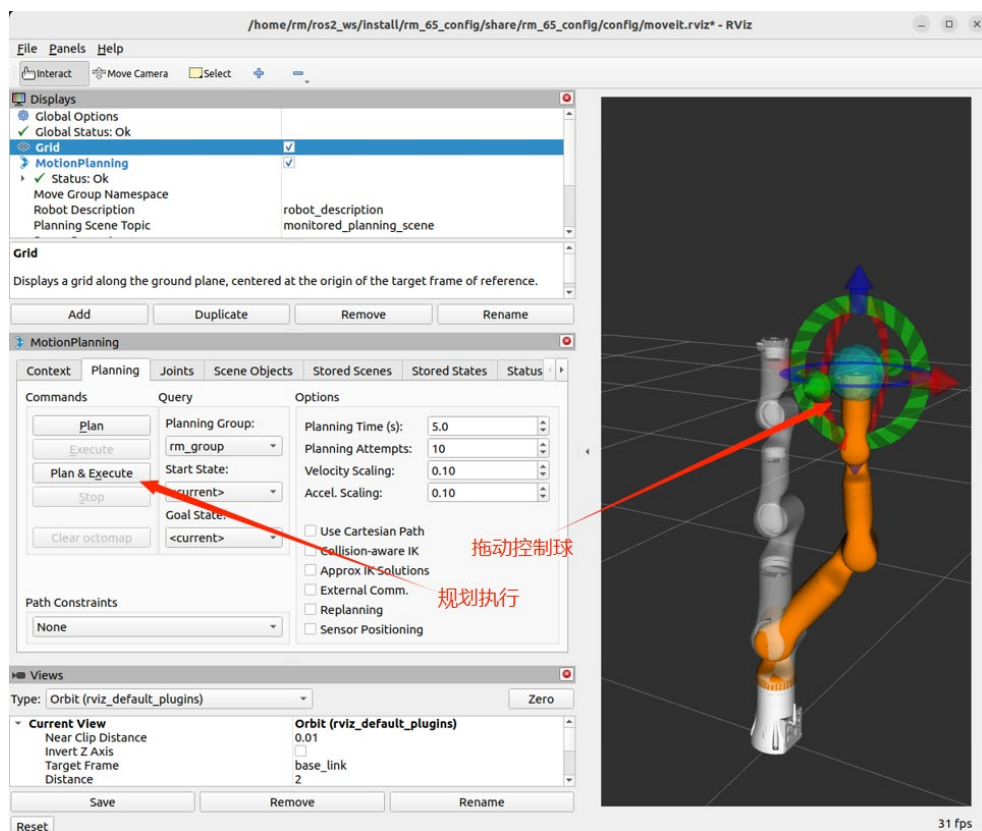 /home/rm/ros2_ws/install/rm_65_config/share/rm_65_config/config/moveit.rviz* - RViz
File Panels Help
Interact Move Camera Select
Displays
Global Options
Global Status: Ok
Grid
MotionPlanning
Status: Ok
Move Group Namespace
Robot Description robot_description
Planning Scene Topic monitored_planning_scene
Grid
Displays a grid along the ground plane, centered at the origin of the target frame of reference.
Add Duplicate Remove Rename
MotionPlanning
Context Planning Joints Scene Objects Stored Scenes Stored States Status
Commands Query Options
Plan Planning Group: Planning Time (s): 5.0
Execute rm_group Planning Attempts: 10
Plan & Execute Start State: Velocity Scaling: 0.10
Stop <current> Accel. Scaling: 0.10
Goal State:
Clear octomap <current> Use Cartesian Path
Collision-aware IK 拖动控制球
Approx IK Solutions
External Comm. 规划执行
Path Constraints Replanning
None Sensor Positioning
Views
Type: Orbit (rviz_default_plugins) Zero
Current View Orbit (rviz_default_plugins)
Near Clip Distance 0.01
Invert Z Axis
Target Frame base_link
Distance 2
Save Remove Rename
Reset 31 fps